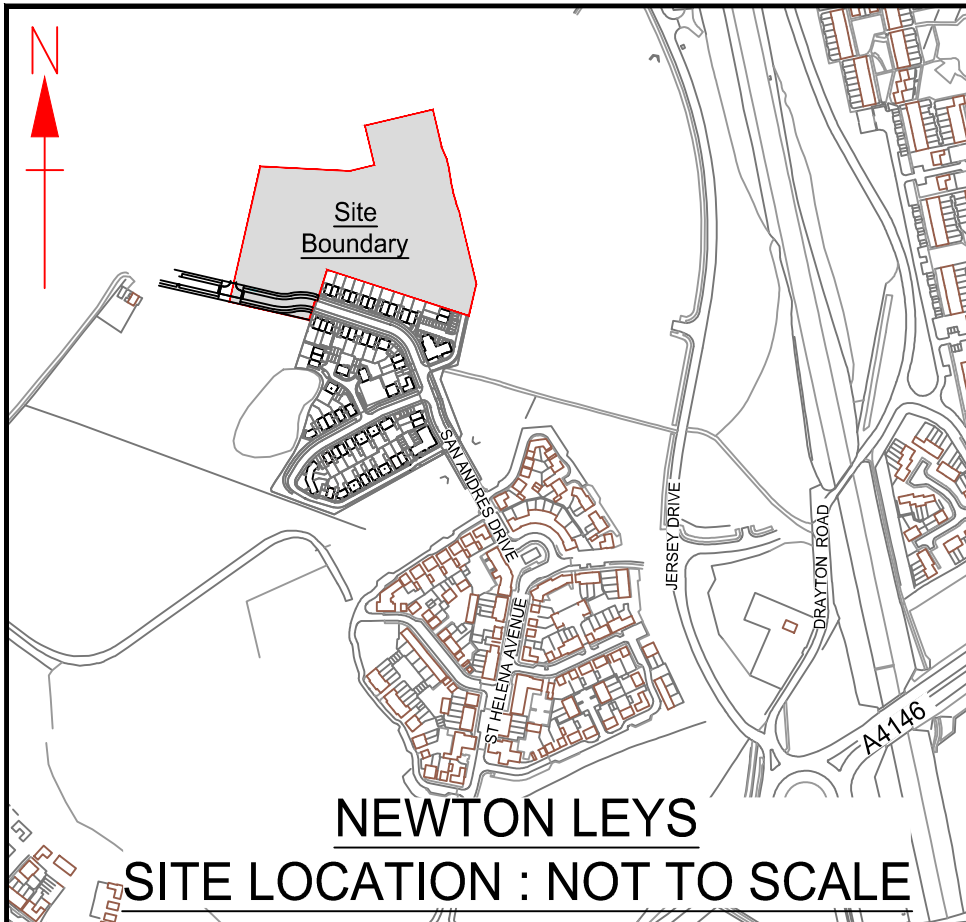 N
Site
Boundary
SAN ANDRES DRIVE
JERSEY DRIVE
DRAYTON ROAD
ST HELENA AVENUE
A4146
NEWTON LEYS
SITE LOCATION : NOT TO SCALE